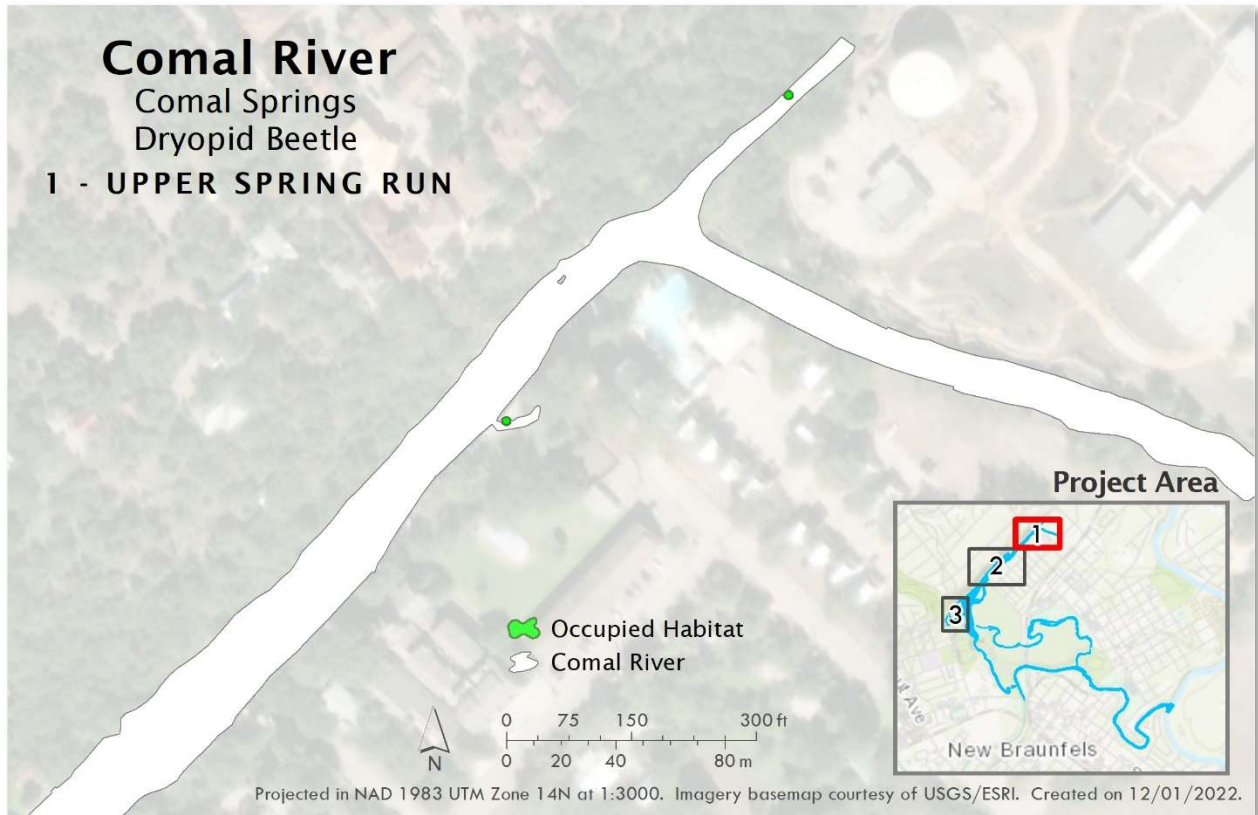 Comal River
Comal Springs
Dryopid Beetle
1 - UPPER SPRING RUN
Project Area
1
2
3
New Braunfels
Occupied Habitat
Comal River
0 75 150 300 ft
0 20 40 80 m
N
Projected in NAD 1983 UTM Zone 14N at 1:3000. Imagery basemap courtesy of USGS/ESRI. Created on 12/01/2022.